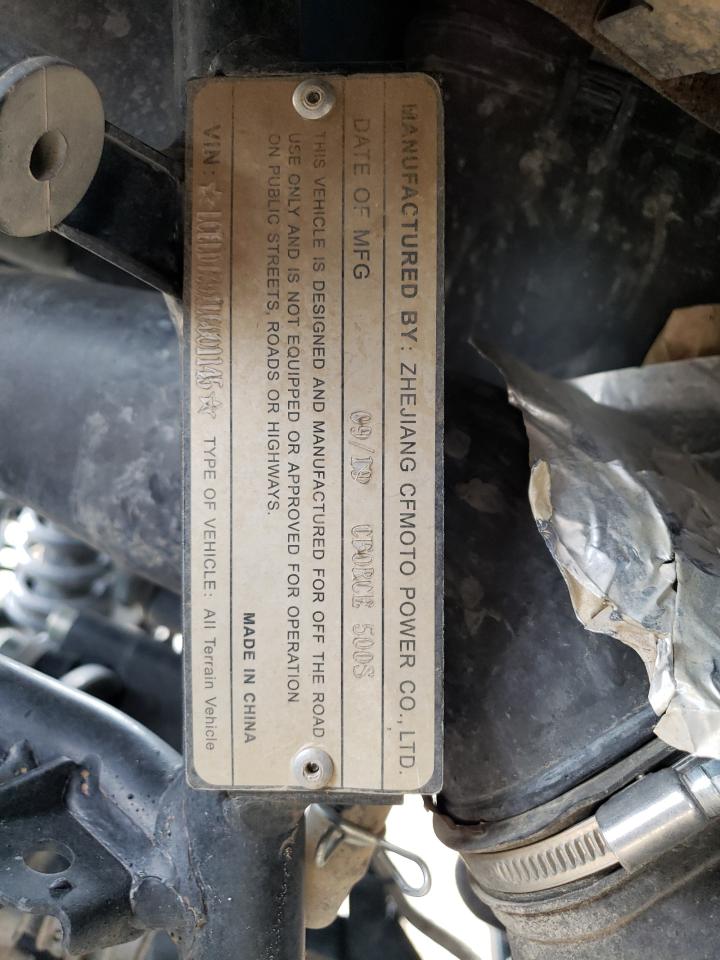 MANUFACTURED BY: ZHEJIANG CFMOTO POWER CO., LTD.
DATE OF MFG 09/19 CFORCE 500S
THIS VEHICLE IS DESIGNED AND MANUFACTURED FOR OFF THE ROAD
USE ONLY AND IS NOT EQUIPPED OR APPROVED FOR OPERATION
ON PUBLIC STREETS, ROADS OR HIGHWAYS.
MADE IN CHINA
VIN: TYPE OF VEHICLE: All Terrain Vehicle